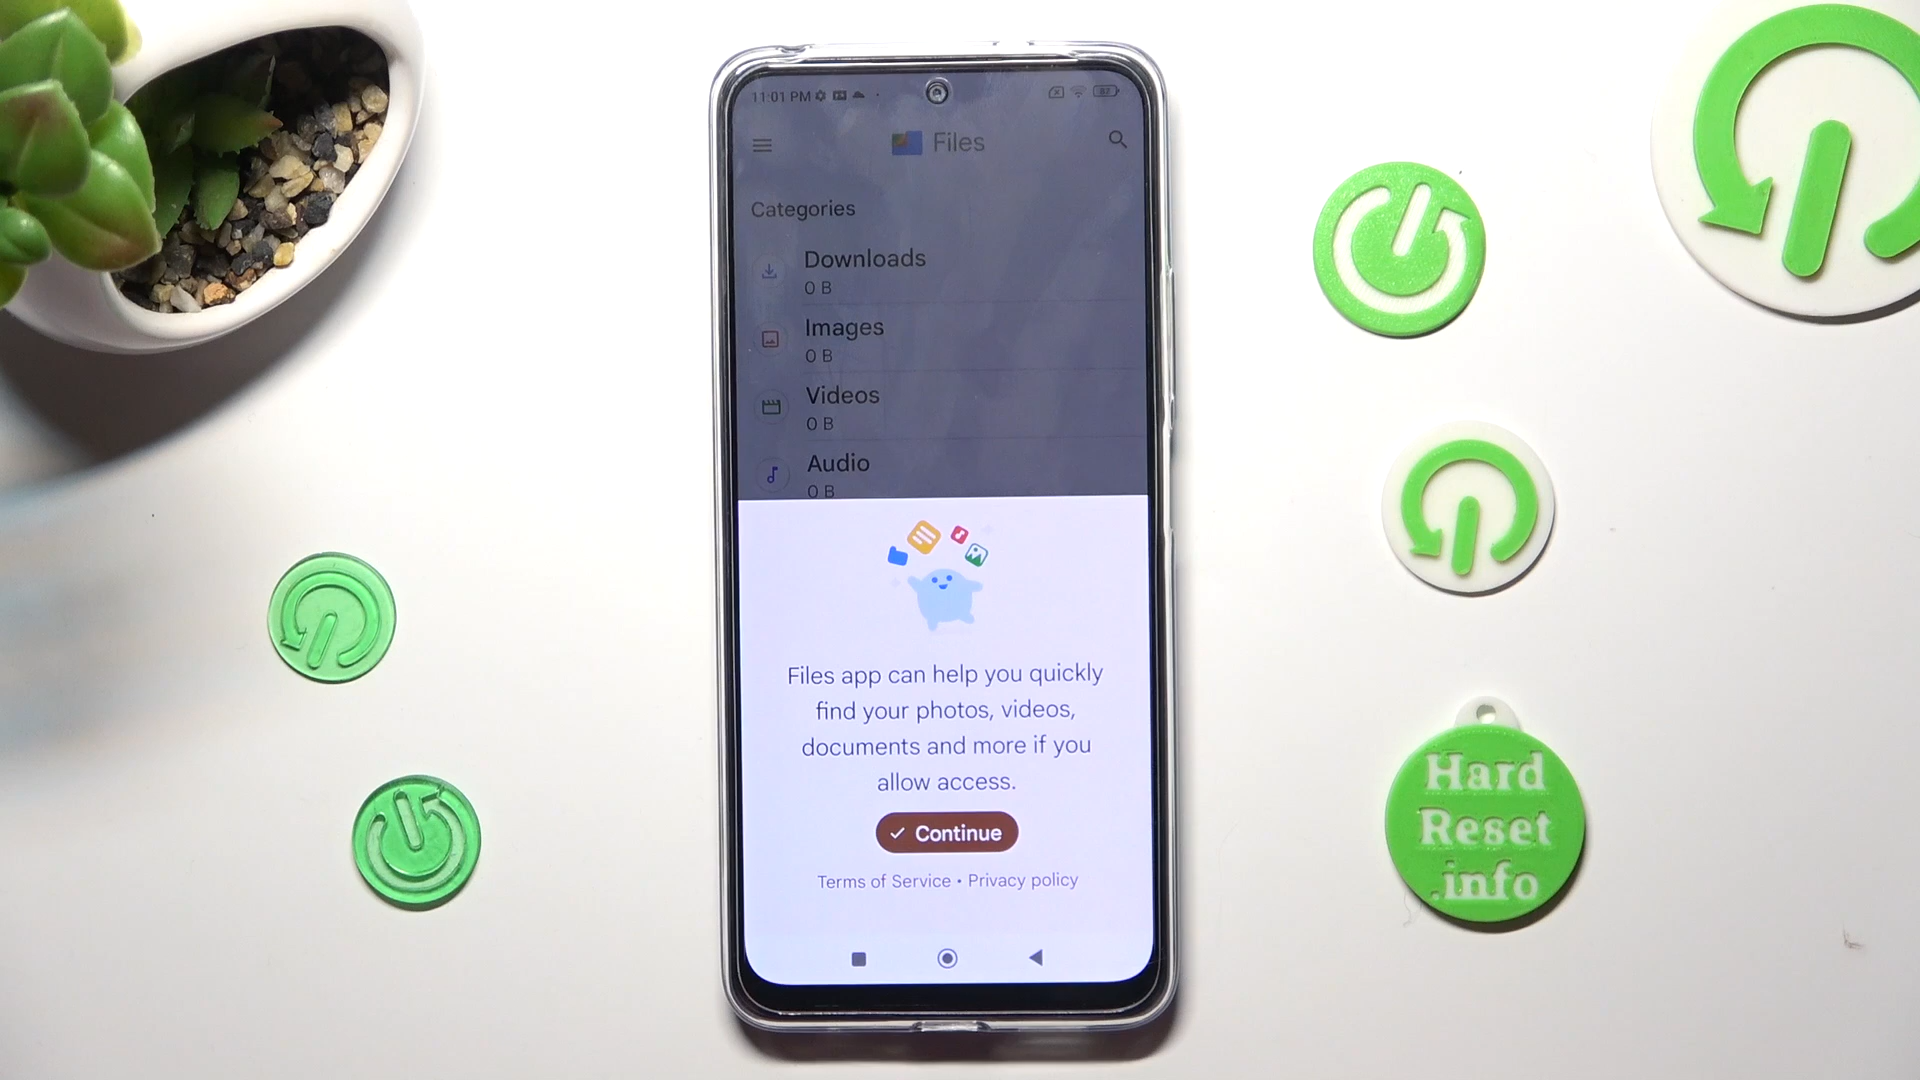 11:01 PM
82
Files
Categories
Downloads
0 B
Images
0 B
Videos
0 B
Audio
0 B
Files app can help you quickly
find your photos, videos,
documents and more if you
allow access.
Continue
Terms of Service • Privacy policy
Hard
Reset
.info